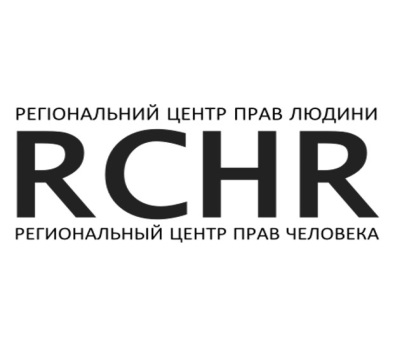 РЕГІОНАЛЬНИЙ ЦЕНТР ПРАВ ЛЮДИНИ
RCHR
РЕГИОНАЛЬНЫЙ ЦЕНТР ПРАВ ЧЕЛОВЕКА